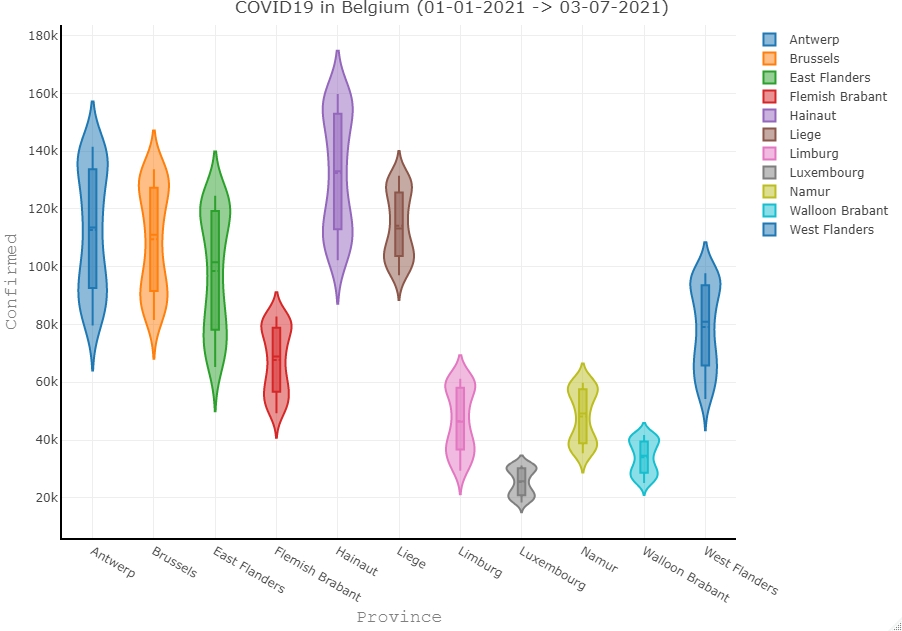 COVID19 in Belgium (01-01-2021 -> 03-07-2021)
180k
160k
140k
120k
100k
80k
60k
40k
20k
Confirmed
Antwerp
Brussels
East Flanders
Flemish Brabant
Hainaut
Liege
Limburg
Luxembourg
Namur
Walloon Brabant
West Flanders
Province
Antwerp
Brussels
East Flanders
Flemish Brabant
Hainaut
Liege
Limburg
Luxembourg
Namur
Walloon Brabant
West Flanders